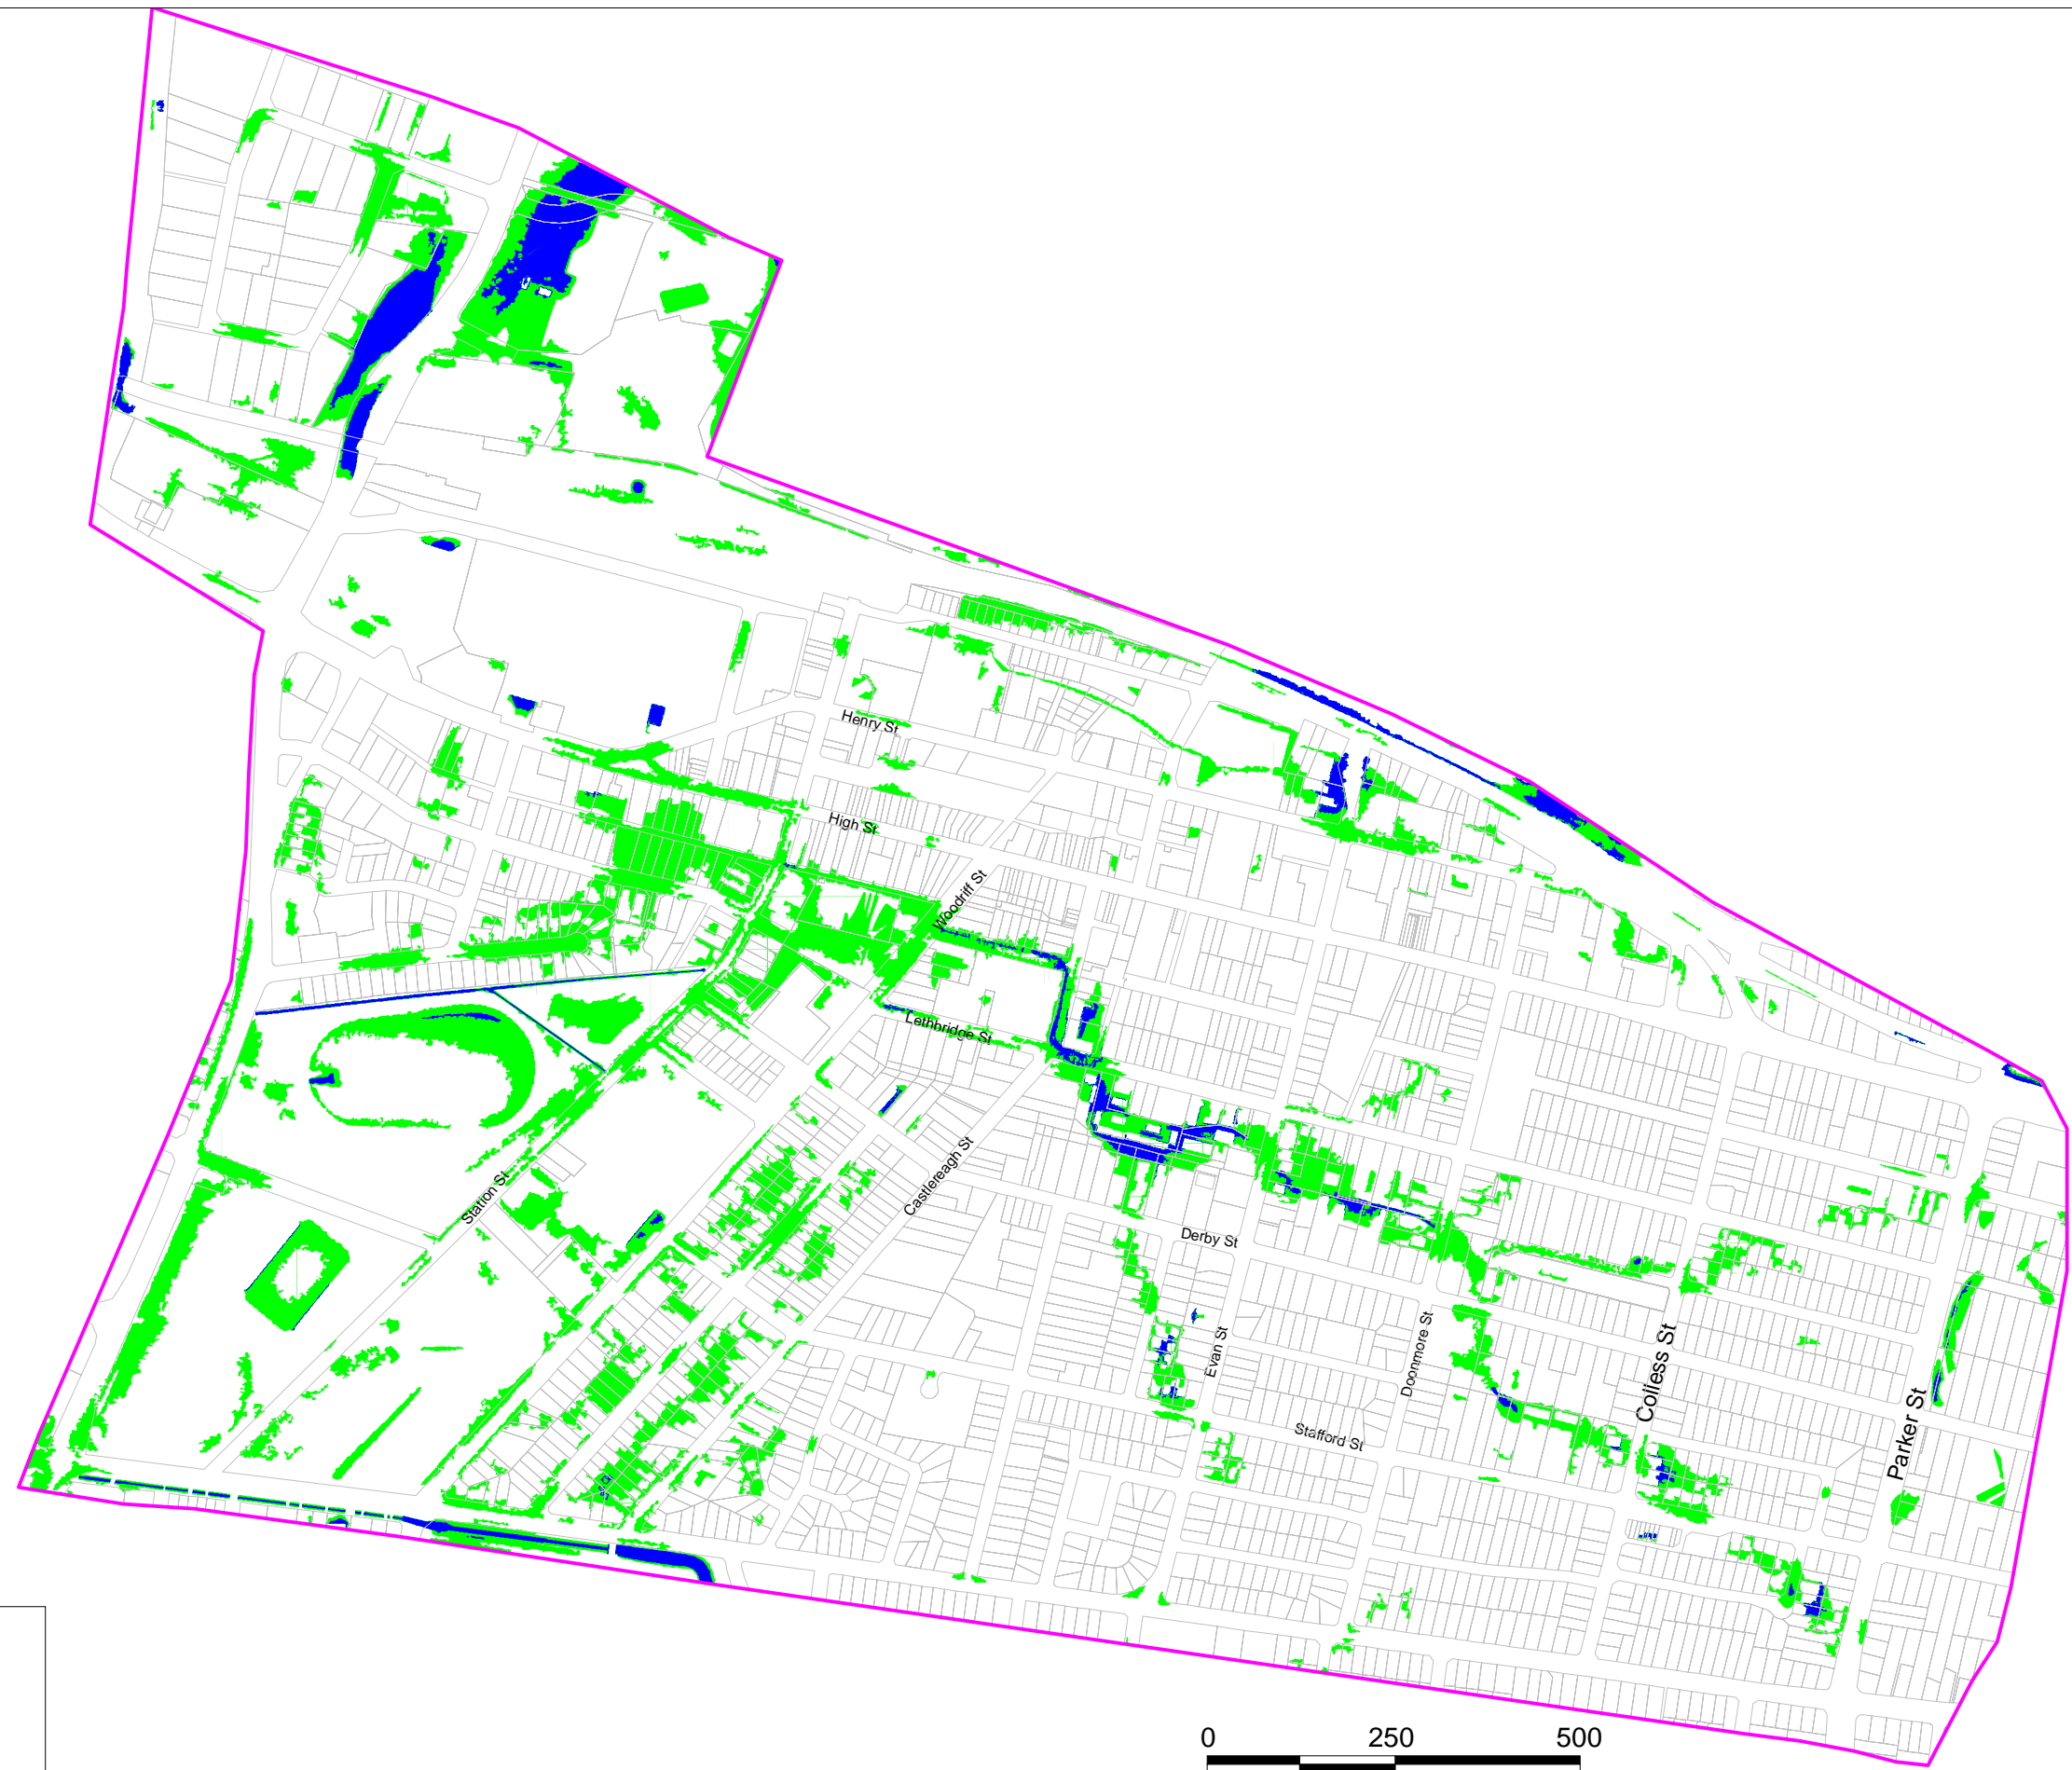 Henry St
High St
Woodriff St
Lethbridge St
Castlereagh St
Station St
Derby St
Evan St
Doonmore St
Colless St
Parker St
Stafford St
0 250 500